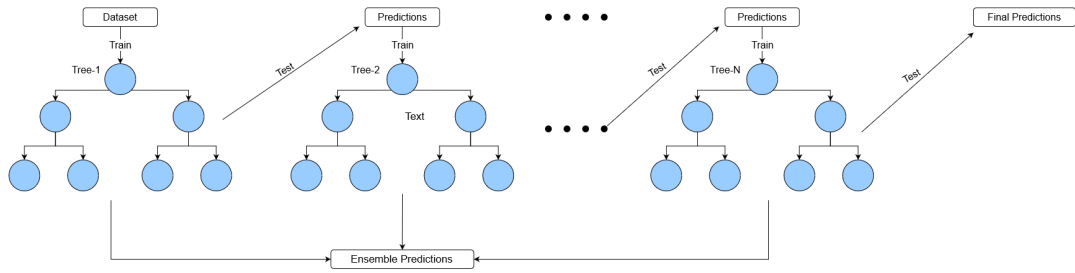 Dataset
Predictions
Predictions
Final Predictions
Train
Train
Train
Tree-1
Test
Tree-2
Test
Tree-N
Test
Text
Ensemble Predictions